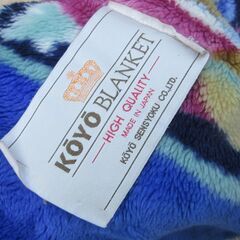 KŌYŌ BLANKET
HIGH QUALITY
MADE IN JAPAN
KŌYŌ SENSYOKU CO.,LTD.